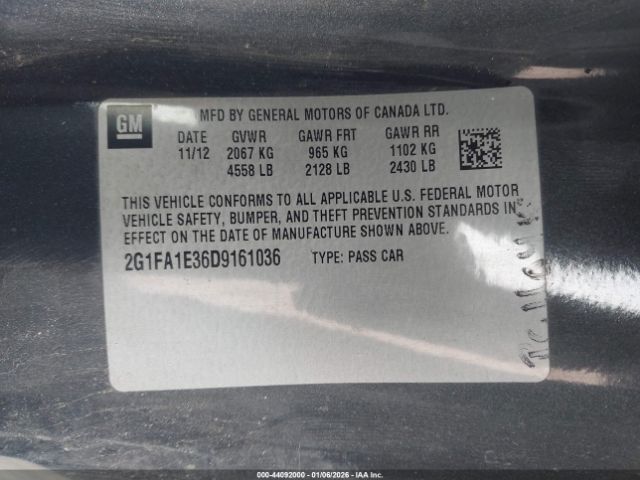 GM
MFD BY GENERAL MOTORS OF CANADA LTD.
DATE GVWR GAWR FRT GAWR RR
11/12 2067 KG 965 KG 1102 KG
4558 LB 2128 LB 2430 LB
THIS VEHICLE CONFORMS TO ALL APPLICABLE U.S. FEDERAL MOTOR
VEHICLE SAFETY, BUMPER, AND THEFT PREVENTION STANDARDS IN
EFFECT ON THE DATE OF MANUFACTURE SHOWN ABOVE.
2G1FA1E36D9161036 TYPE: PASS CAR
000-44092000 - 01/06/2026 - IAAI.COM